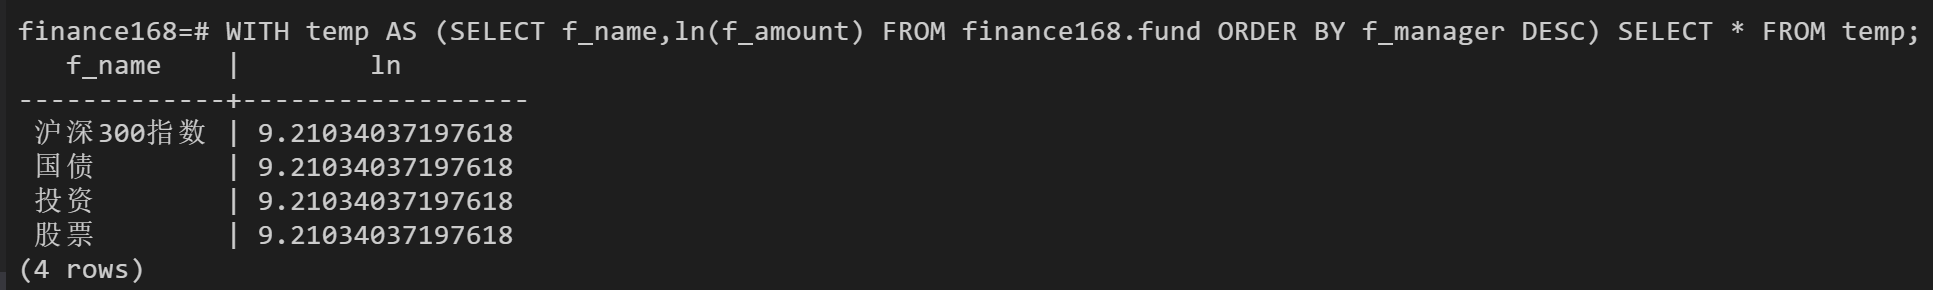 finance168=# WITH temp AS (SELECT f_name,ln(f_amount) FROM finance168.fund ORDER BY f_manager DESC) SELECT * FROM temp;
   f_name    |        ln
-------------+------------------
 沪深300指数 | 9.21034037197618
 国债        | 9.21034037197618
 投资        | 9.21034037197618
 股票        | 9.21034037197618
(4 rows)